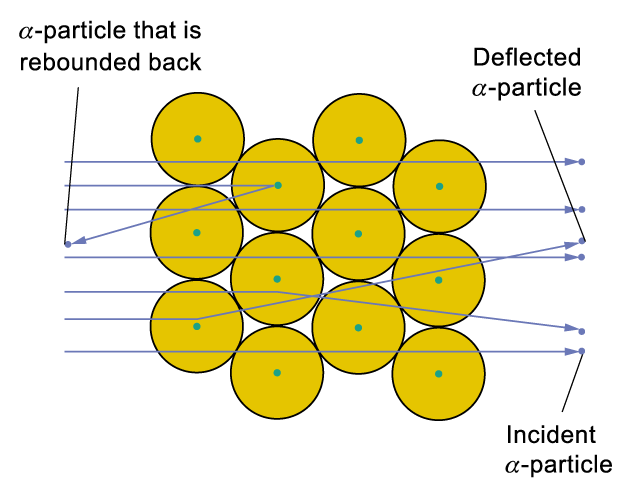 α-particle that is
rebounded back
Deflected
α-particle
Incident
α-particle